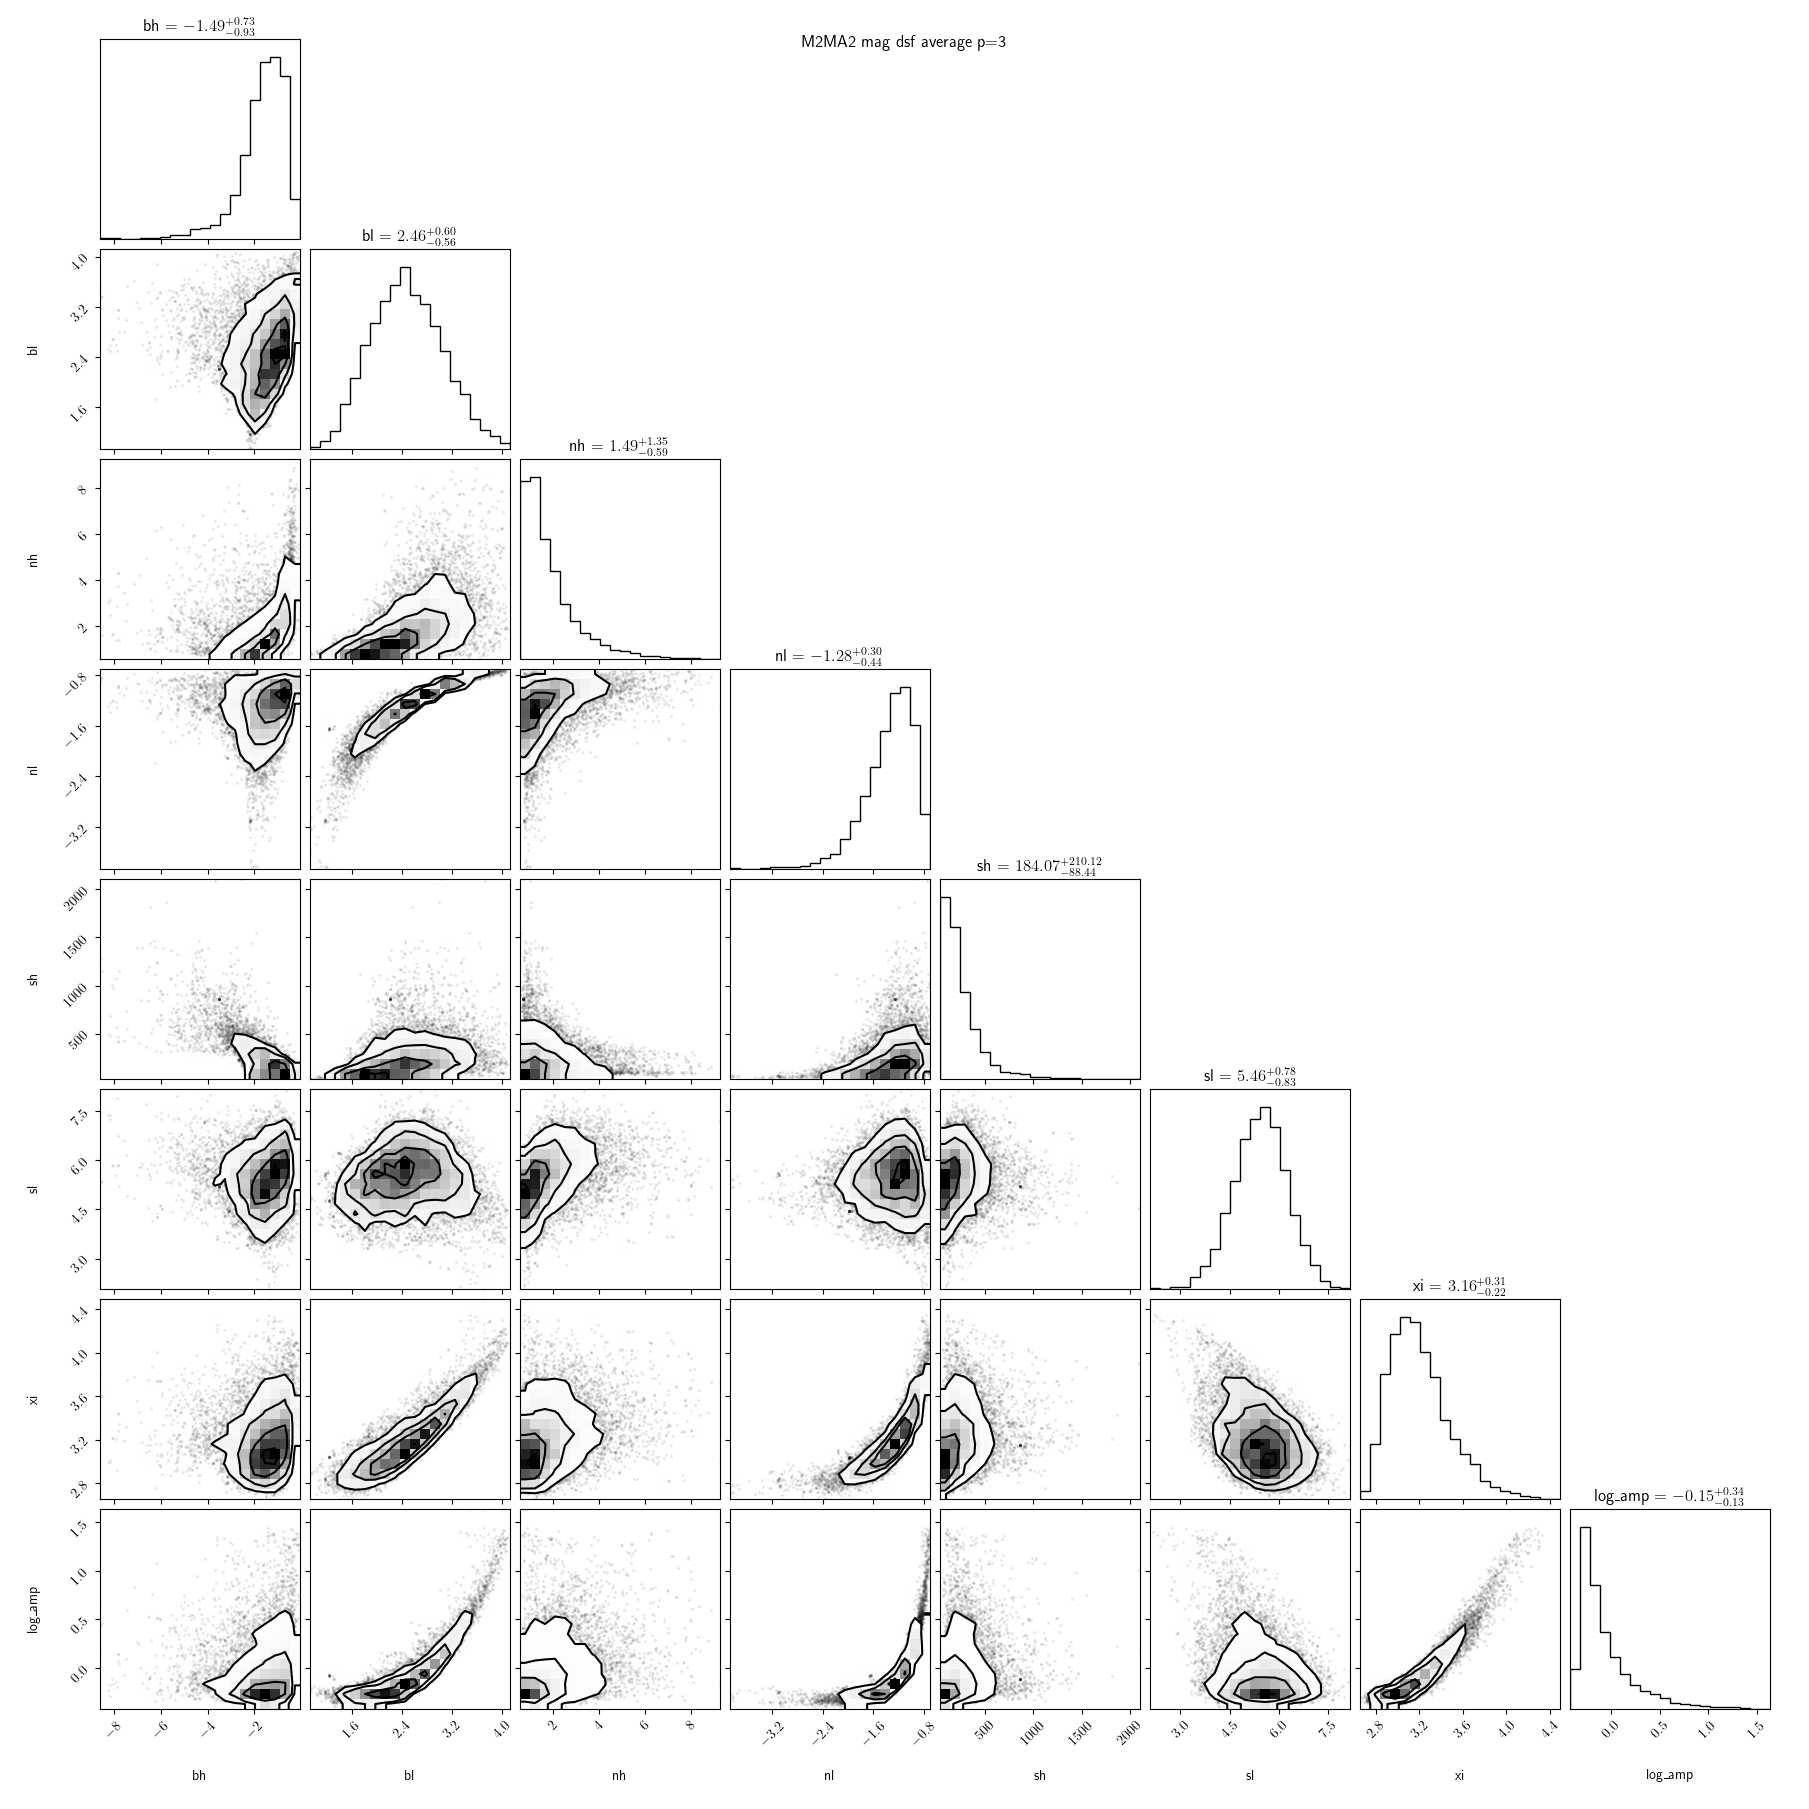 M2MA2 mag dsf average p=3
bh = −1.49+0.73−0.93
bl = 2.46+0.60−0.56
4.0
3.2
2.4
1.6
bl
nh = 1.49+1.35−0.59
8
6
4
2
nh
nl = −1.28+0.30−0.44
−0.8
−1.6
−2.4
−3.2
nl
sh = 184.07+210.12−88.44
2000
1500
1000
500
sh
sl = 5.46+0.78−0.83
7.5
6.0
4.5
3.0
sl
xi = 3.16+0.31−0.22
4.4
4.0
3.6
3.2
2.8
xi
log_amp = −0.15+0.34−0.13
1.5
1.0
0.5
0.0
log_amp
−8 −6 −4 −2 1.6 2.4 3.2 4.0 2 4 6 8 −3.2 −2.4 −1.6 −0.8 500 1000 1500 2000 3.0 4.5 6.0 7.5 2.8 3.2 3.6 4.0 4.4 0.0 0.5 1.0 1.5
bh bl nh nl sh sl xi log_amp